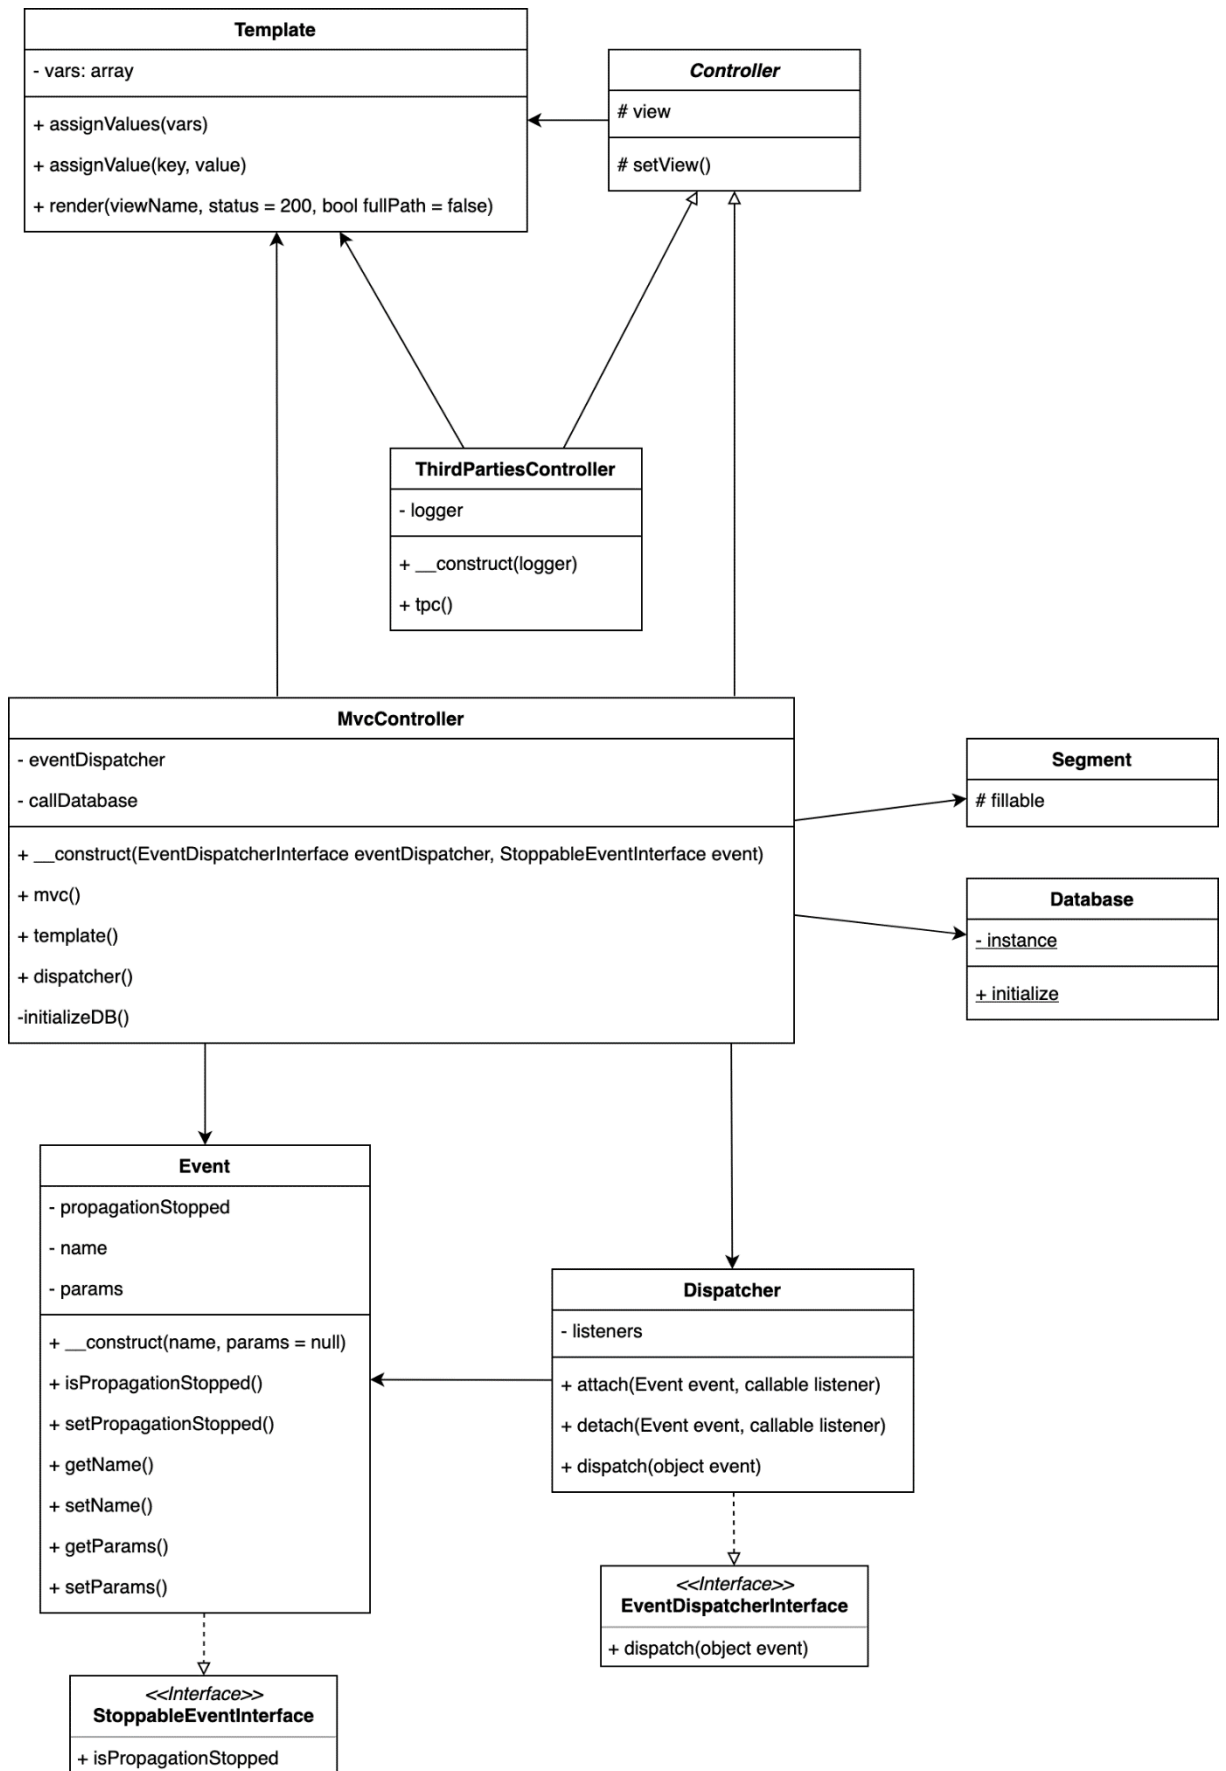 Template
- vars: array
+ assignValues(vars)
+ assignValue(key, value)
+ render(viewName, status = 200, bool fullPath = false)
Controller
# view
# setView()
ThirdPartiesController
- logger
+ __construct(logger)
+ tpc()
MvcController
- eventDispatcher
- callDatabase
+ __construct(EventDispatcherInterface eventDispatcher, StoppableEventInterface event)
+ mvc()
+ template()
+ dispatcher()
-initializeDB()
Segment
# fillable
Database
- instance
+ initialize
Event
- propagationStopped
- name
- params
+ __construct(name, params = null)
+ isPropagationStopped()
+ setPropagationStopped()
+ getName()
+ setName()
+ getParams()
+ setParams()
Dispatcher
- listeners
+ attach(Event event, callable listener)
+ detach(Event event, callable listener)
+ dispatch(object event)
<<Interface>>
EventDispatcherInterface
+ dispatch(object event)
<<Interface>>
StoppableEventInterface
+ isPropagationStopped